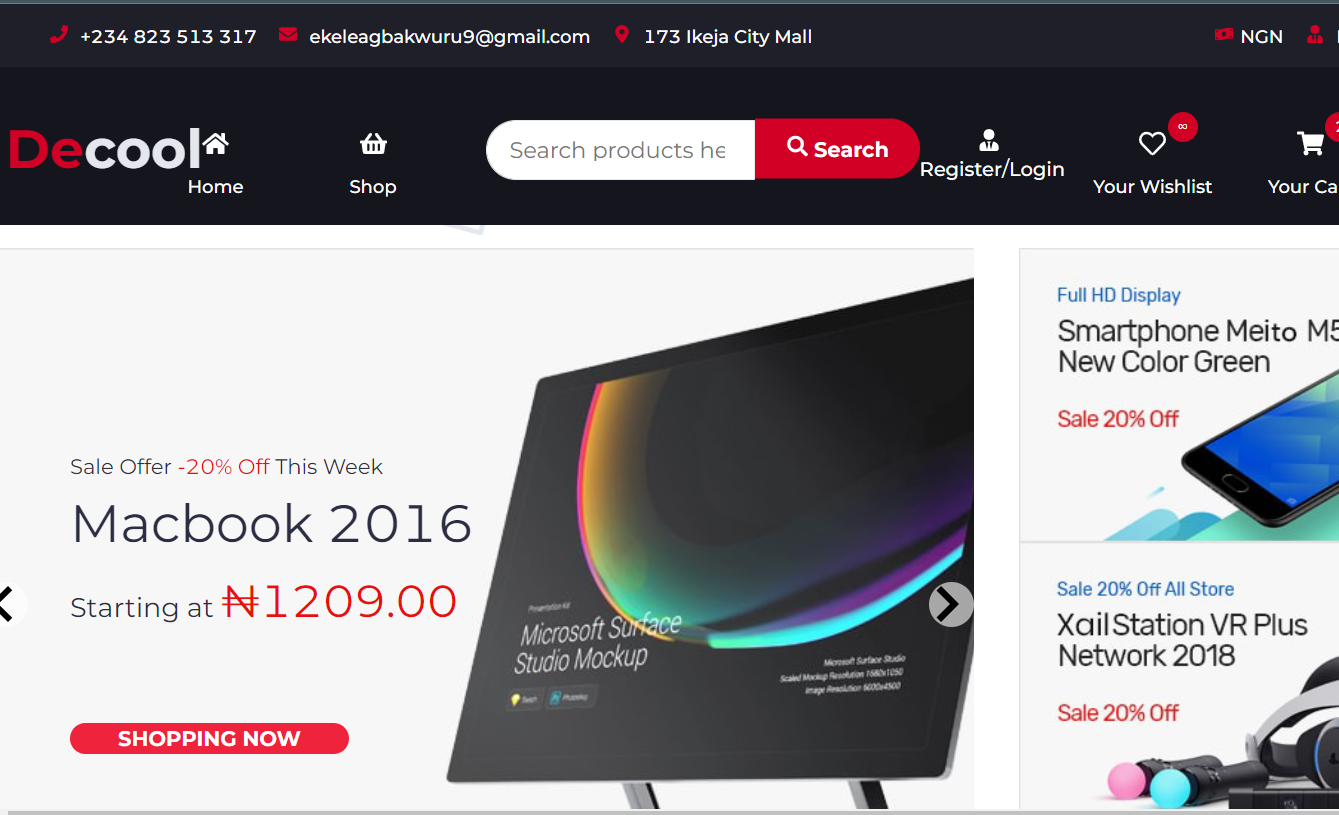 +234 823 513 317 ekeleagbakwuru9@gmail.com 173 Ikeja City Mall NGN
Decool
Home
Shop
Search products he
Search
Register/Login
∞
Your Wishlist
Your Ca
Sale Offer -20% Off This Week
Macbook 2016
Starting at ₦1209.00
SHOPPING NOW
Presentation Kit
Microsoft Surface
Studio Mockup
Sketch Photoshop
Microsoft Surface Studio
Scaled Mockup Resolution 1680x1050
Image Resolution 6000x4500
Full HD Display
Smartphone Meito M5
New Color Green
Sale 20% Off
Sale 20% Off All Store
Xail Station VR Plus
Network 2018
Sale 20% Off